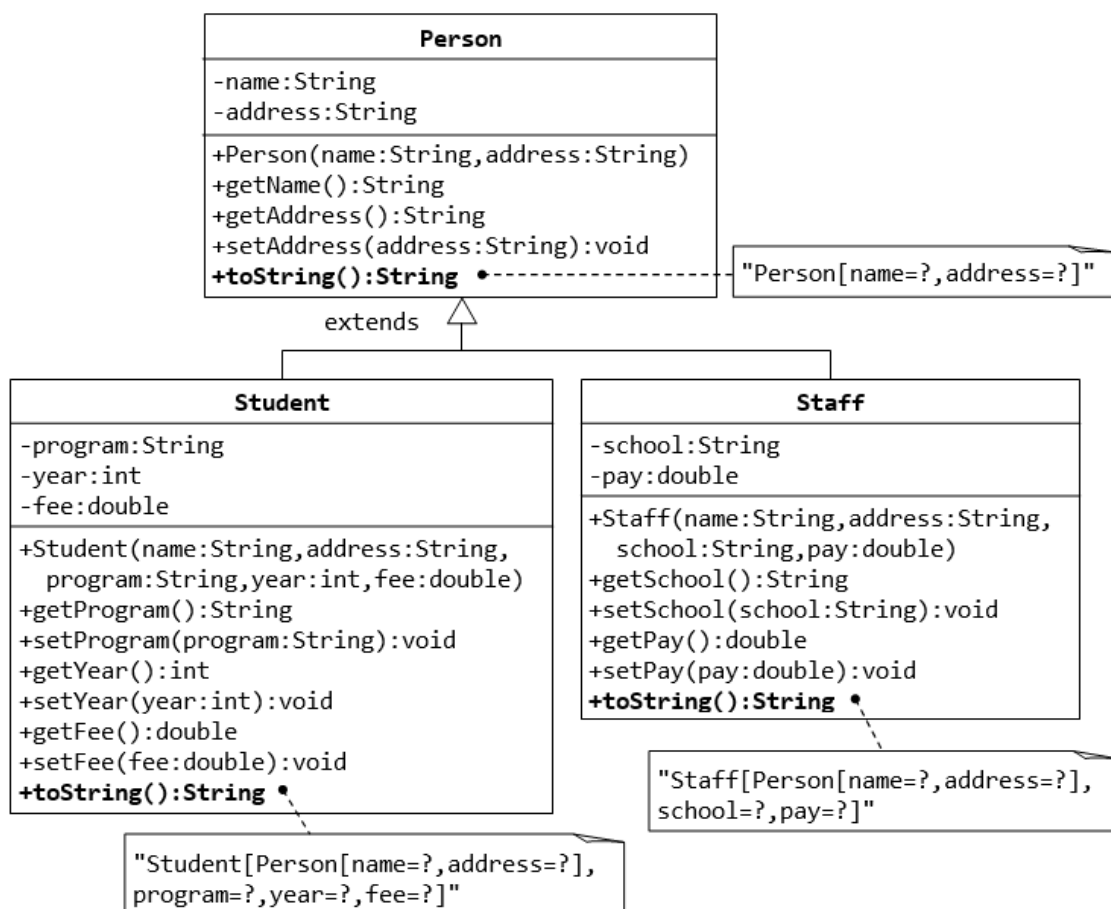 Person
-name:String
-address:String
+Person(name:String,address:String)
+getName():String
+getAddress():String
+setAddress(address:String):void
+toString():String
"Person[name=?,address=?]"
extends
Student
-program:String
-year:int
-fee:double
+Student(name:String,address:String,
program:String,year:int,fee:double)
+getProgram():String
+setProgram(program:String):void
+getYear():int
+setYear(year:int):void
+getFee():double
+setFee(fee:double):void
+toString():String
"Student[Person[name=?,address=?],
program=?,year=?,fee=?]"
Staff
-school:String
-pay:double
+Staff(name:String,address:String,
school:String,pay:double)
+getSchool():String
+setSchool(school:String):void
+getPay():double
+setPay(pay:double):void
+toString():String
"Staff[Person[name=?,address=?],
school=?,pay=?]"